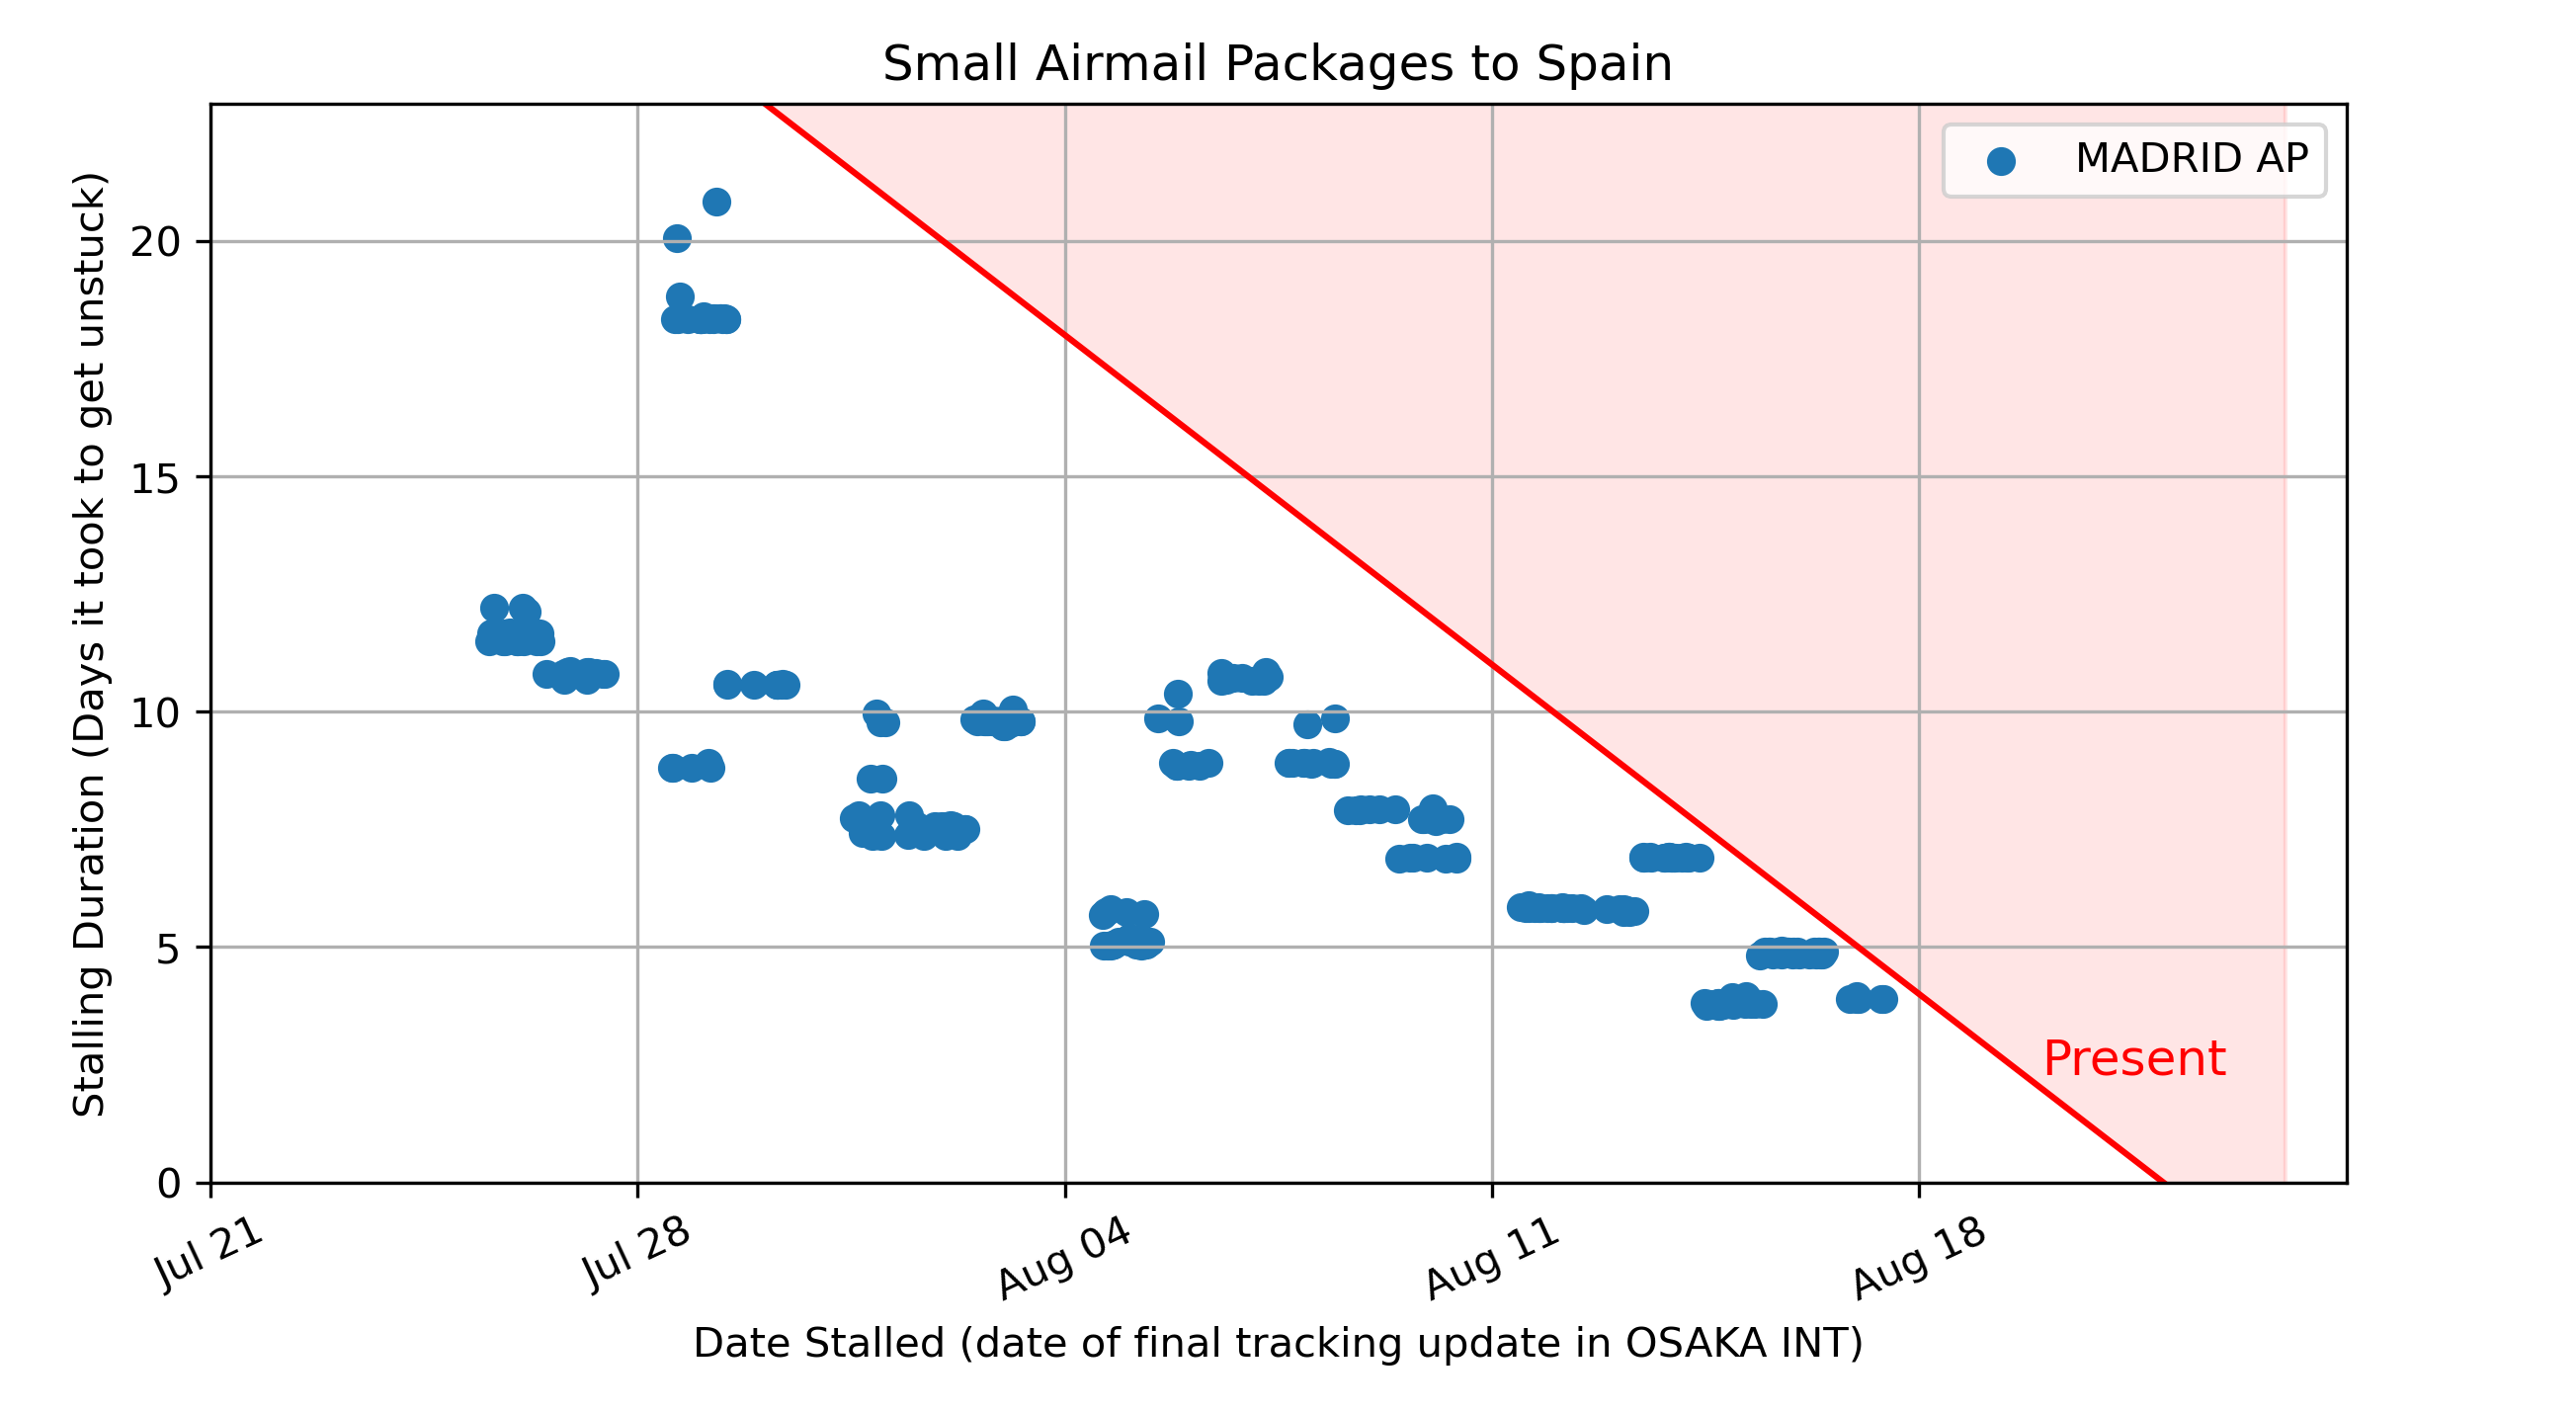 Small Airmail Packages to Spain
MADRID AP
Stalling Duration (Days it took to get unstuck)
20
15
10
5
0
Present
Jul 21
Jul 28
Aug 04
Aug 11
Aug 18
Date Stalled (date of final tracking update in OSAKA INT)